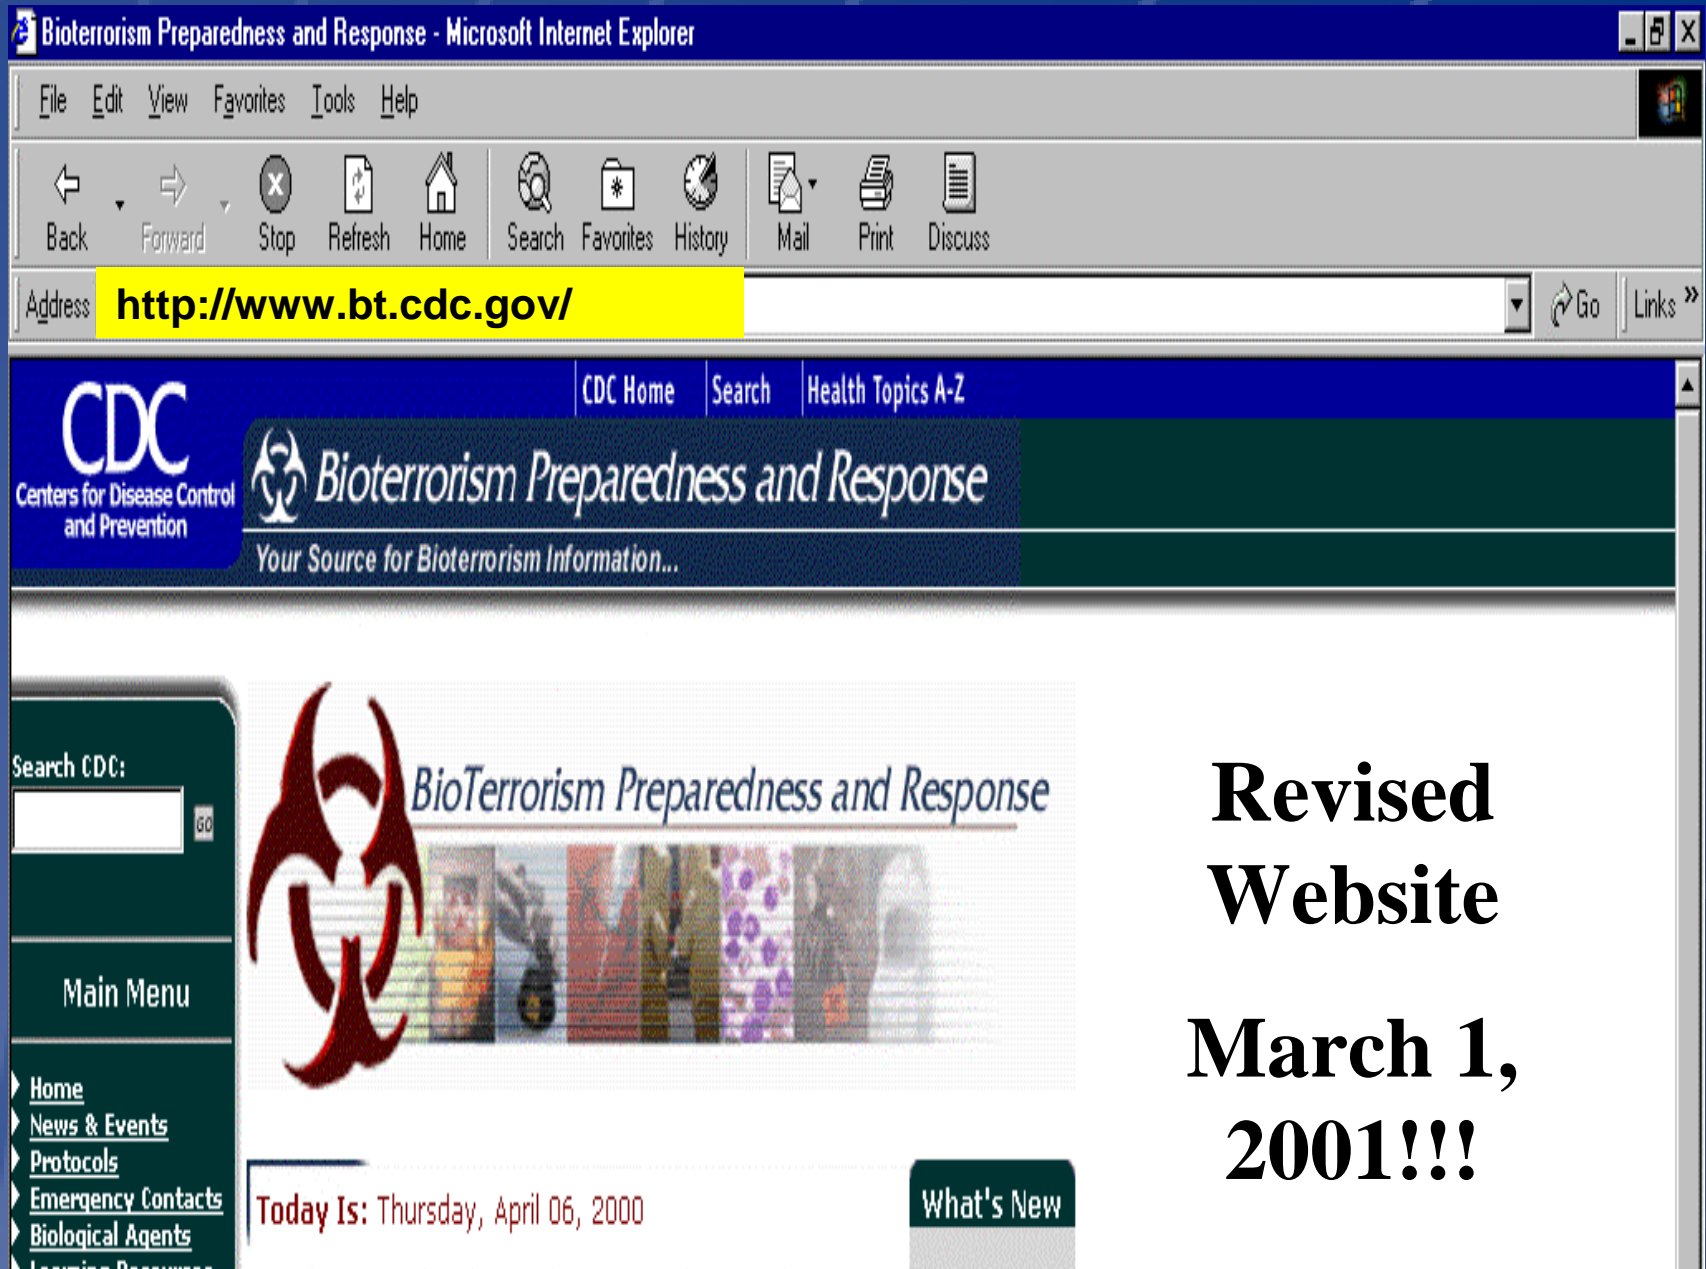 Bioterrorism Preparedness and Response - Microsoft Internet Explorer
File Edit View Favorites Tools Help
Back Forward Stop Refresh Home Search Favorites History Mail Print Discuss
Address http://www.bt.cdc.gov/ Go Links »
CDC Home Search Health Topics A-Z
CDC
Centers for Disease Control
and Prevention
Bioterrorism Preparedness and Response
Your Source for Bioterrorism Information...
Search CDC:
GO
BioTerrorism Preparedness and Response
Revised
Website
March 1,
2001!!!
Main Menu
Home
News & Events
Protocols
Emergency Contacts
Biological Agents
Learning Resources
Today Is: Thursday, April 06, 2000
What's New